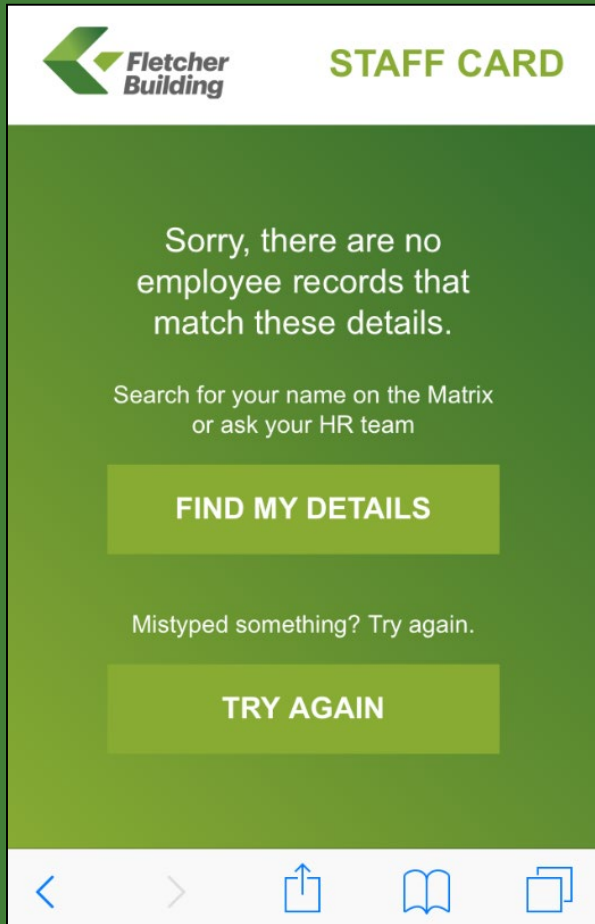 Fletcher
Building
STAFF CARD
Sorry, there are no
employee records that
match these details.
Search for your name on the Matrix
or ask your HR team
FIND MY DETAILS
Mistyped something? Try again.
TRY AGAIN